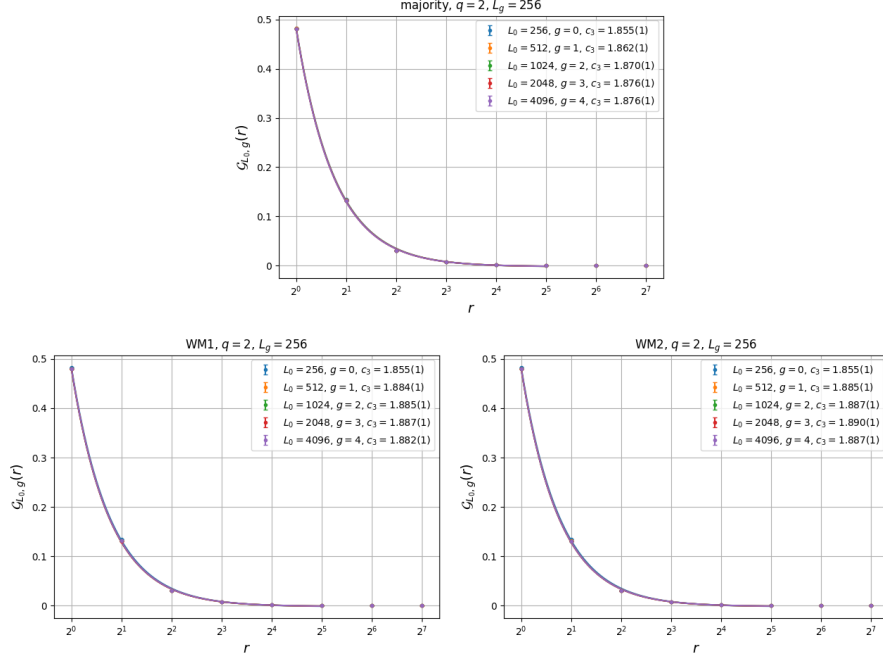 majority, q = 2, L_g = 256
0.5
0.4
0.3
0.2
0.1
0
𝒢_{L_0, g}(r)
L_0 = 256, g = 0, c_3 = 1.855(1)
L_0 = 512, g = 1, c_3 = 1.862(1)
L_0 = 1024, g = 2, c_3 = 1.870(1)
L_0 = 2048, g = 3, c_3 = 1.876(1)
L_0 = 4096, g = 4, c_3 = 1.876(1)
2^0 2^1 2^2 2^3 2^4 2^5 2^6 2^7
r
WM1, q = 2, L_g = 256
0.5
0.4
0.3
0.2
0.1
0
𝒢_{L_0, g}(r)
L_0 = 256, g = 0, c_3 = 1.855(1)
L_0 = 512, g = 1, c_3 = 1.884(1)
L_0 = 1024, g = 2, c_3 = 1.885(1)
L_0 = 2048, g = 3, c_3 = 1.887(1)
L_0 = 4096, g = 4, c_3 = 1.882(1)
2^0 2^1 2^2 2^3 2^4 2^5 2^6 2^7
r
WM2, q = 2, L_g = 256
0.5
0.4
0.3
0.2
0.1
0
𝒢_{L_0, g}(r)
L_0 = 256, g = 0, c_3 = 1.855(1)
L_0 = 512, g = 1, c_3 = 1.885(1)
L_0 = 1024, g = 2, c_3 = 1.887(1)
L_0 = 2048, g = 3, c_3 = 1.890(1)
L_0 = 4096, g = 4, c_3 = 1.887(1)
2^0 2^1 2^2 2^3 2^4 2^5 2^6 2^7
r